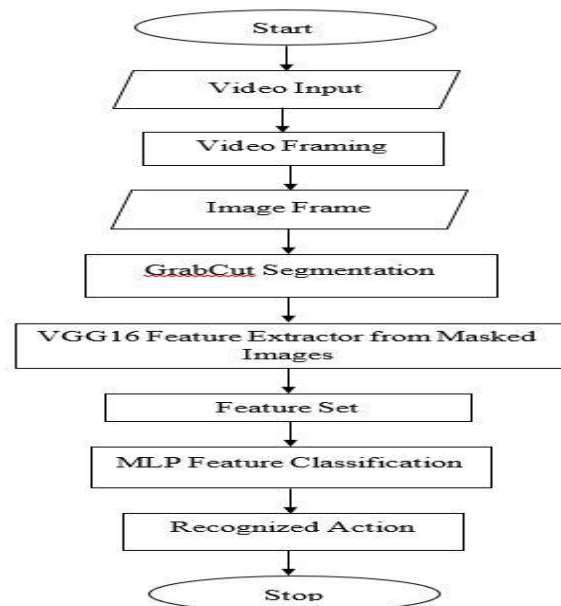 Start
Video Input
Video Framing
Image Frame
GrabCut Segmentation
VGG16 Feature Extractor from Masked
Images
Feature Set
MLP Feature Classification
Recognized Action
Stop